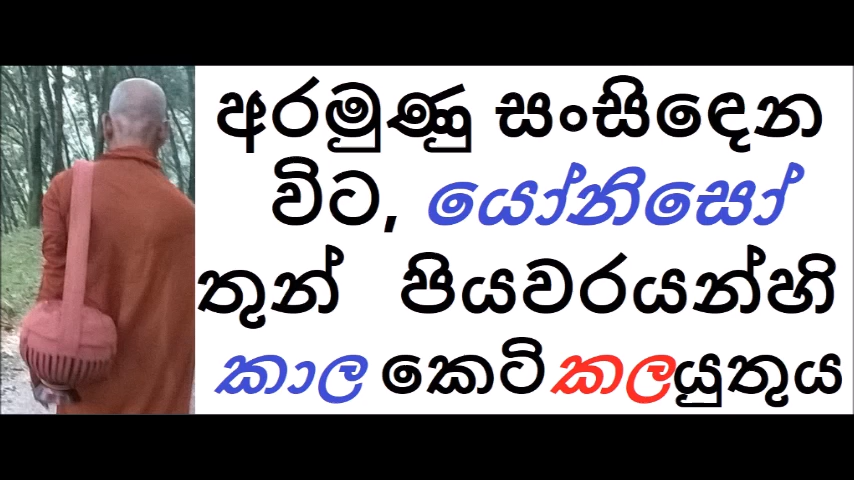 අරමුණු සංසිඳෙන
විට, යෝනිසෝ
තුන් පියවරයන්හි
කාල කෙටිකලයුතුය